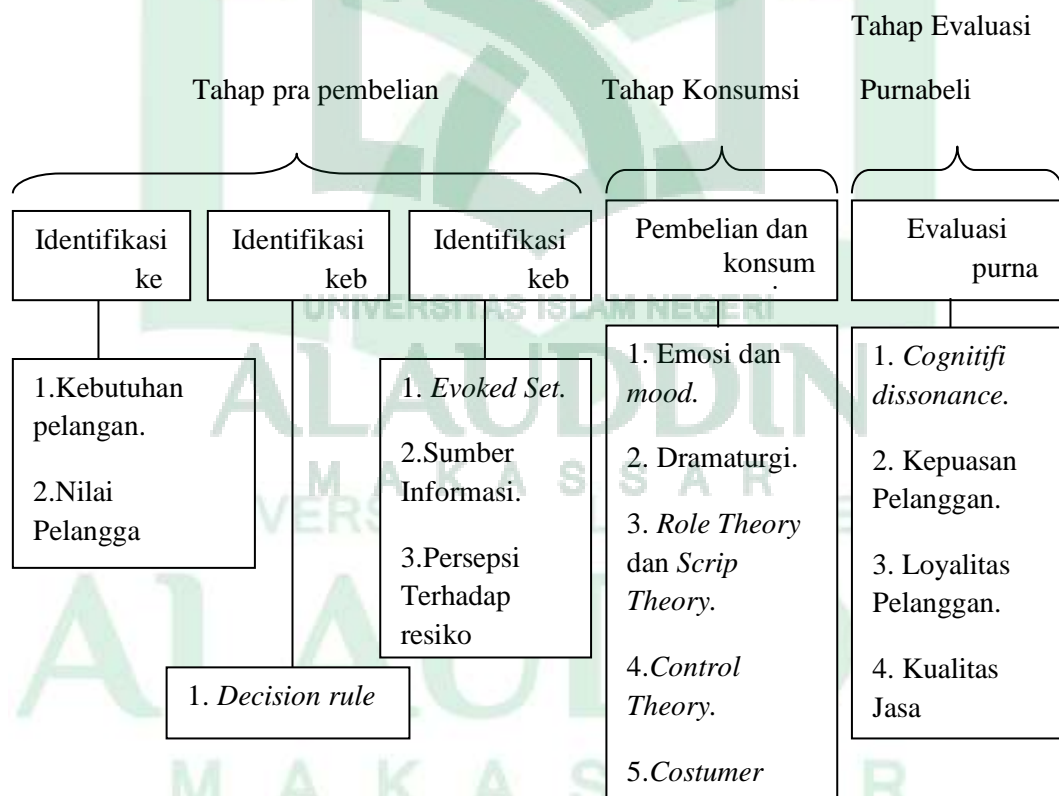 Tahap Evaluasi
Tahap pra pembelian
Tahap Konsumsi
Purnabeli
Identifikasi
ke
Identifikasi
keb
Identifikasi
keb
Pembelian dan
konsum
Evaluasi
purna
UNIVERSITAS ISLAM NEGERI
ALAUDDIN
MAKASSAR
1.Kebutuhan
pelangan.
2.Nilai
Pelangga
1. Decision rule
1. Evoked Set.
2.Sumber
Informasi.
3.Persepsi
Terhadap
resiko
1. Emosi dan
mood.
2. Dramaturgi.
3. Role Theory
dan Scrip
Theory.
4.Control
Theory.
5.Costumer
1. Cognitifi
dissonance.
2. Kepuasan
Pelanggan.
3. Loyalitas
Pelanggan.
4. Kualitas
Jasa